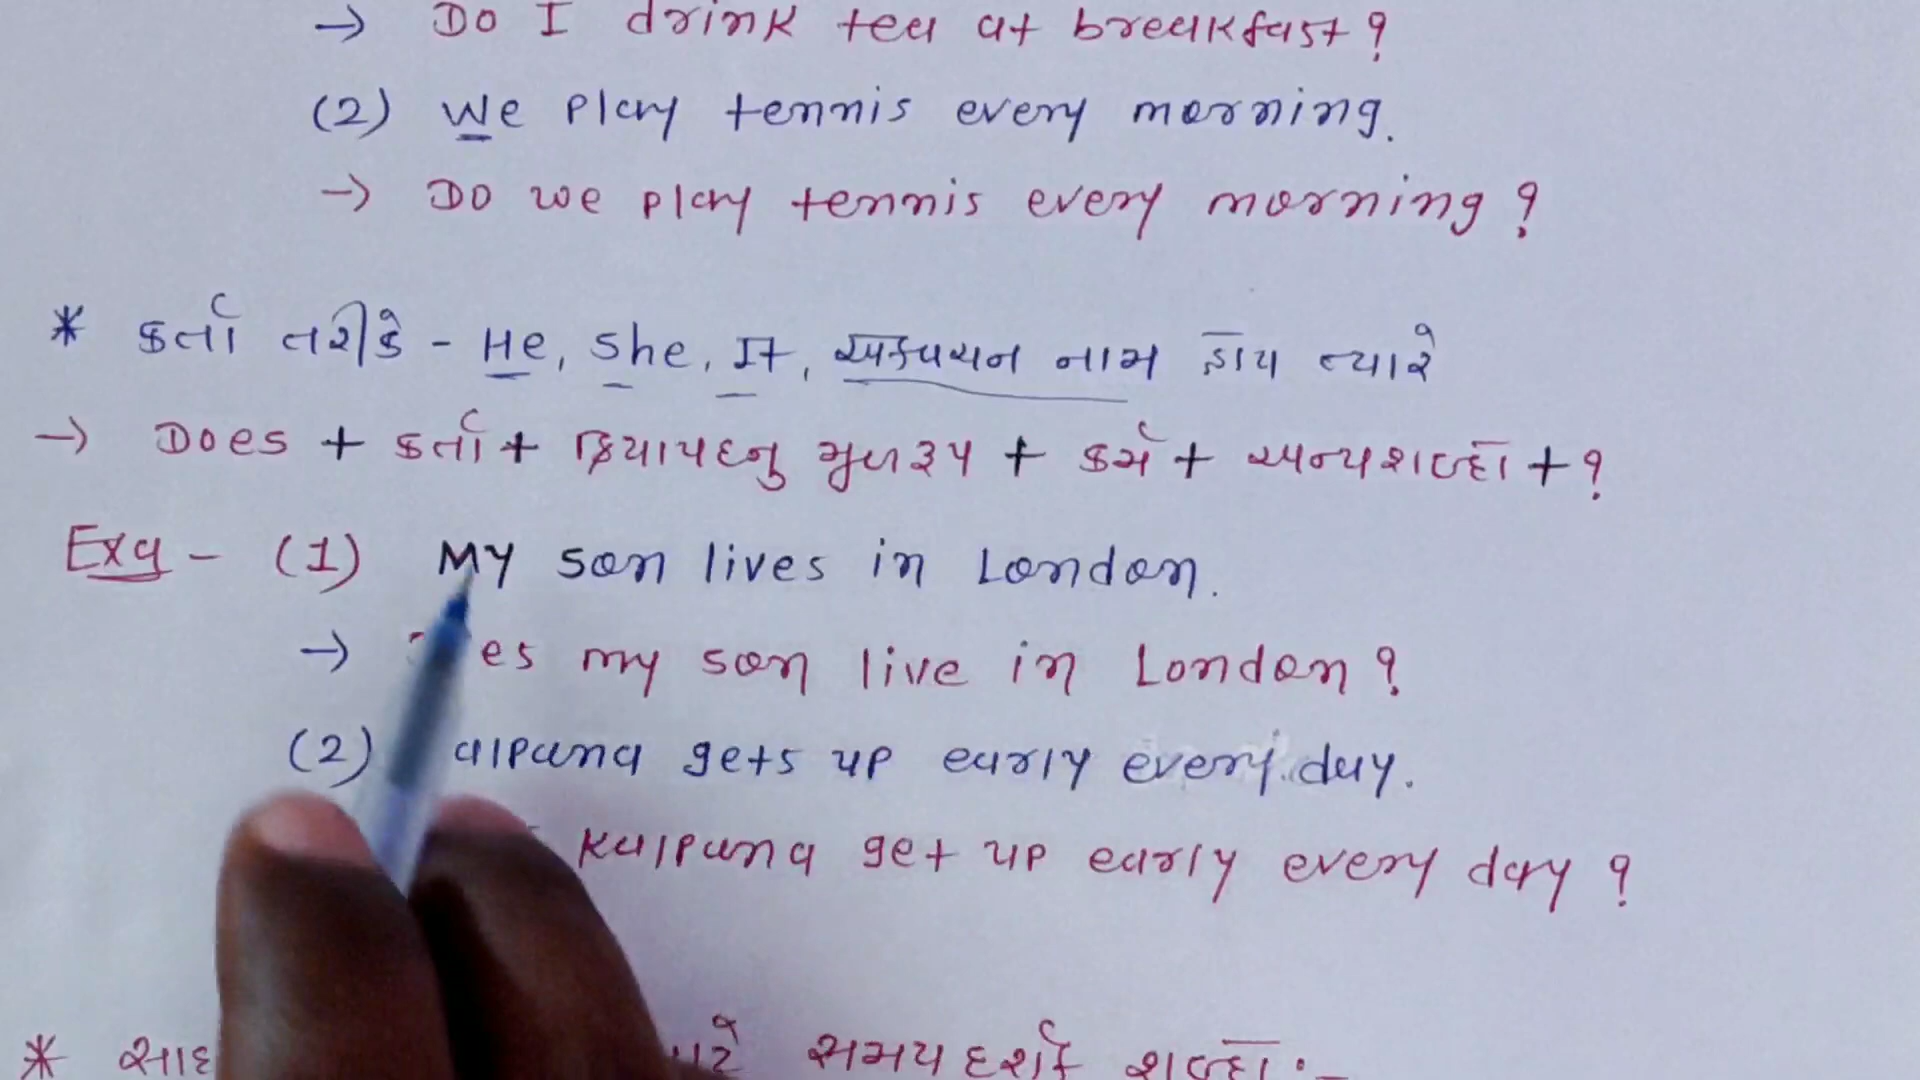 → Do I drink tea at breakfast?
(2) We play tennis every morning.
→ Do we play tennis every morning?
* કર્તા તરીકે - He, She, It, એકવચન નામ હોય ત્યારે
→ Does + કર્તા + ક્રિયાપદનુ મુળરૂપ + કર્મ + અન્યશબ્દો + ?
Exa - (1) My son lives in London.
→ es my son live in London?
(2) alpana gets up early every day.
Kalpana get up early every day?
* સમય દર્શક શબ્દો :-